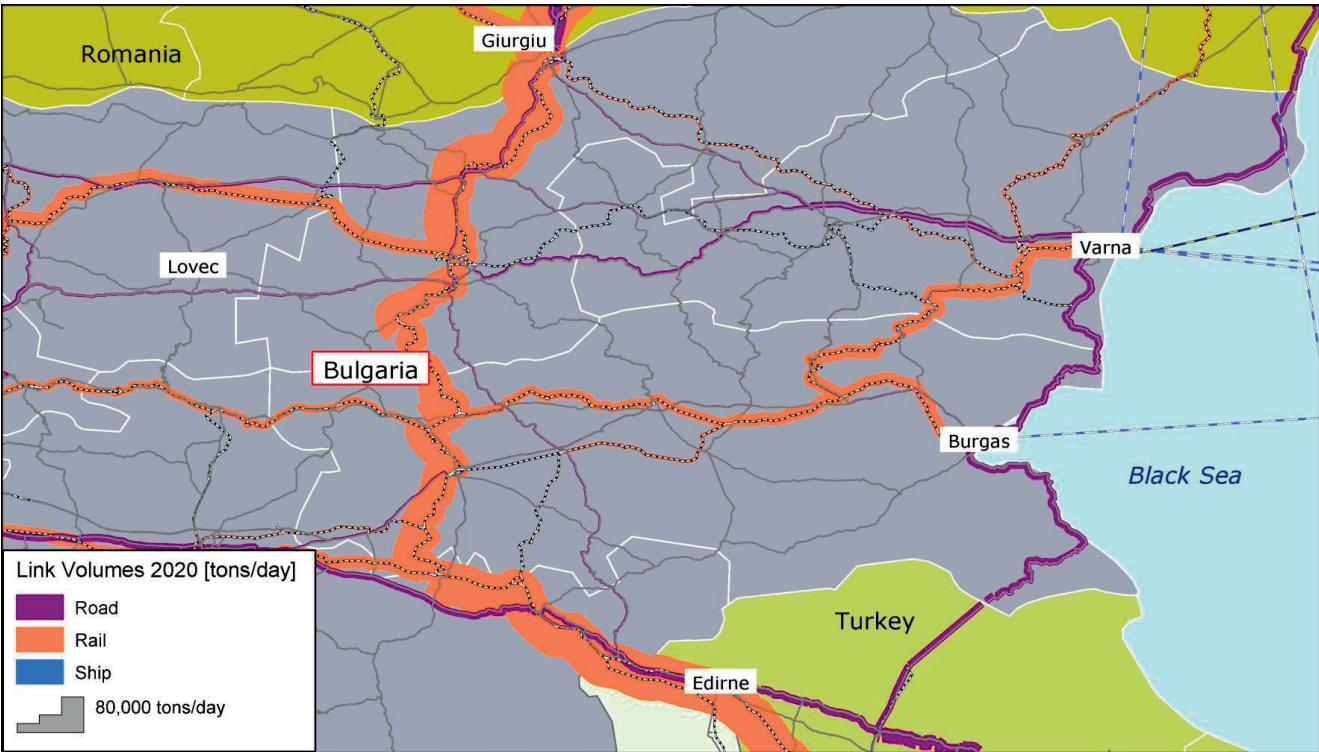 Romania
Giurgiu
Varna
Lovec
Bulgaria
Burgas
Black Sea
Turkey
Edirne
Link Volumes 2020 [tons/day]
Road
Rail
Ship
80,000 tons/day